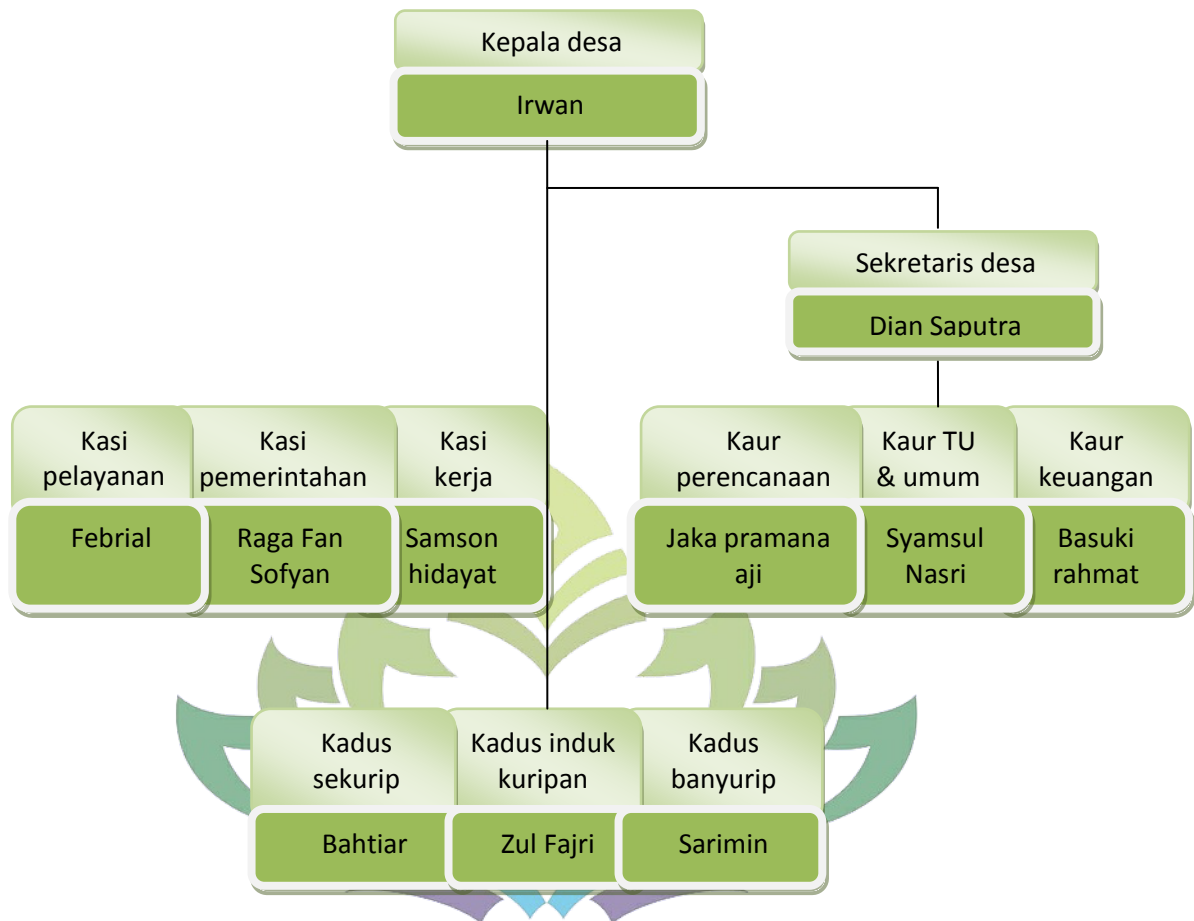 Kepala desa
Irwan
Sekretaris desa
Dian Saputra
Kasi
pelayanan
Febrial
Kasi
pemerintahan
Raga Fan
Sofyan
Kasi
kerja
Samson
hidayat
Kaur
perencanaan
Jaka pramana
aji
Kaur TU
& umum
Syamsul
Nasri
Kaur
keuangan
Basuki
rahmat
Kadus
sekurip
Bahtiar
Kadus induk
kuripan
Zul Fajri
Kadus
banyurip
Sarimin